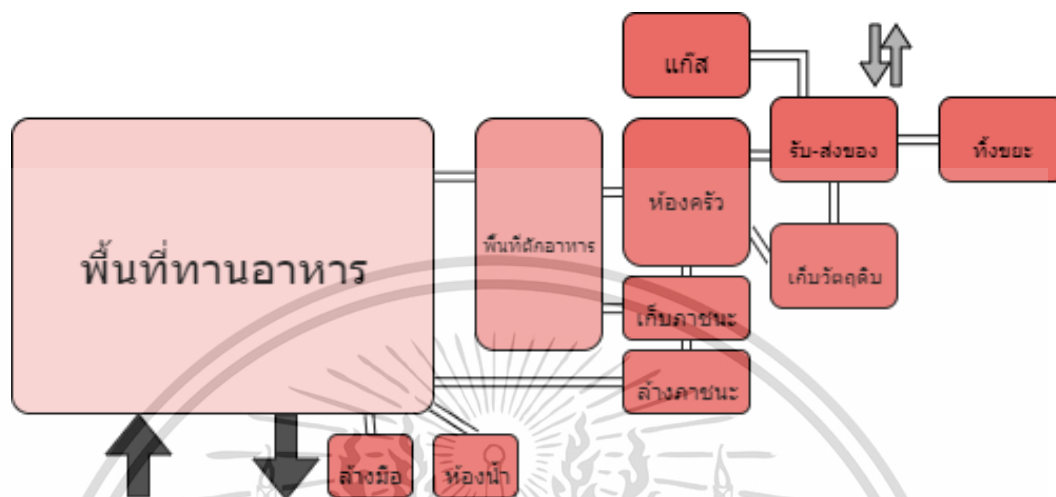 แก๊ส
รับ-ส่งของ
ทิ้งขยะ
ห้องครัว
พื้นที่ตักอาหาร
พื้นที่ทานอาหาร
เก็บวัตถุดิบ
เก็บภาชนะ
ล้างภาชนะ
ล้างมือ
ห้องน้ำ